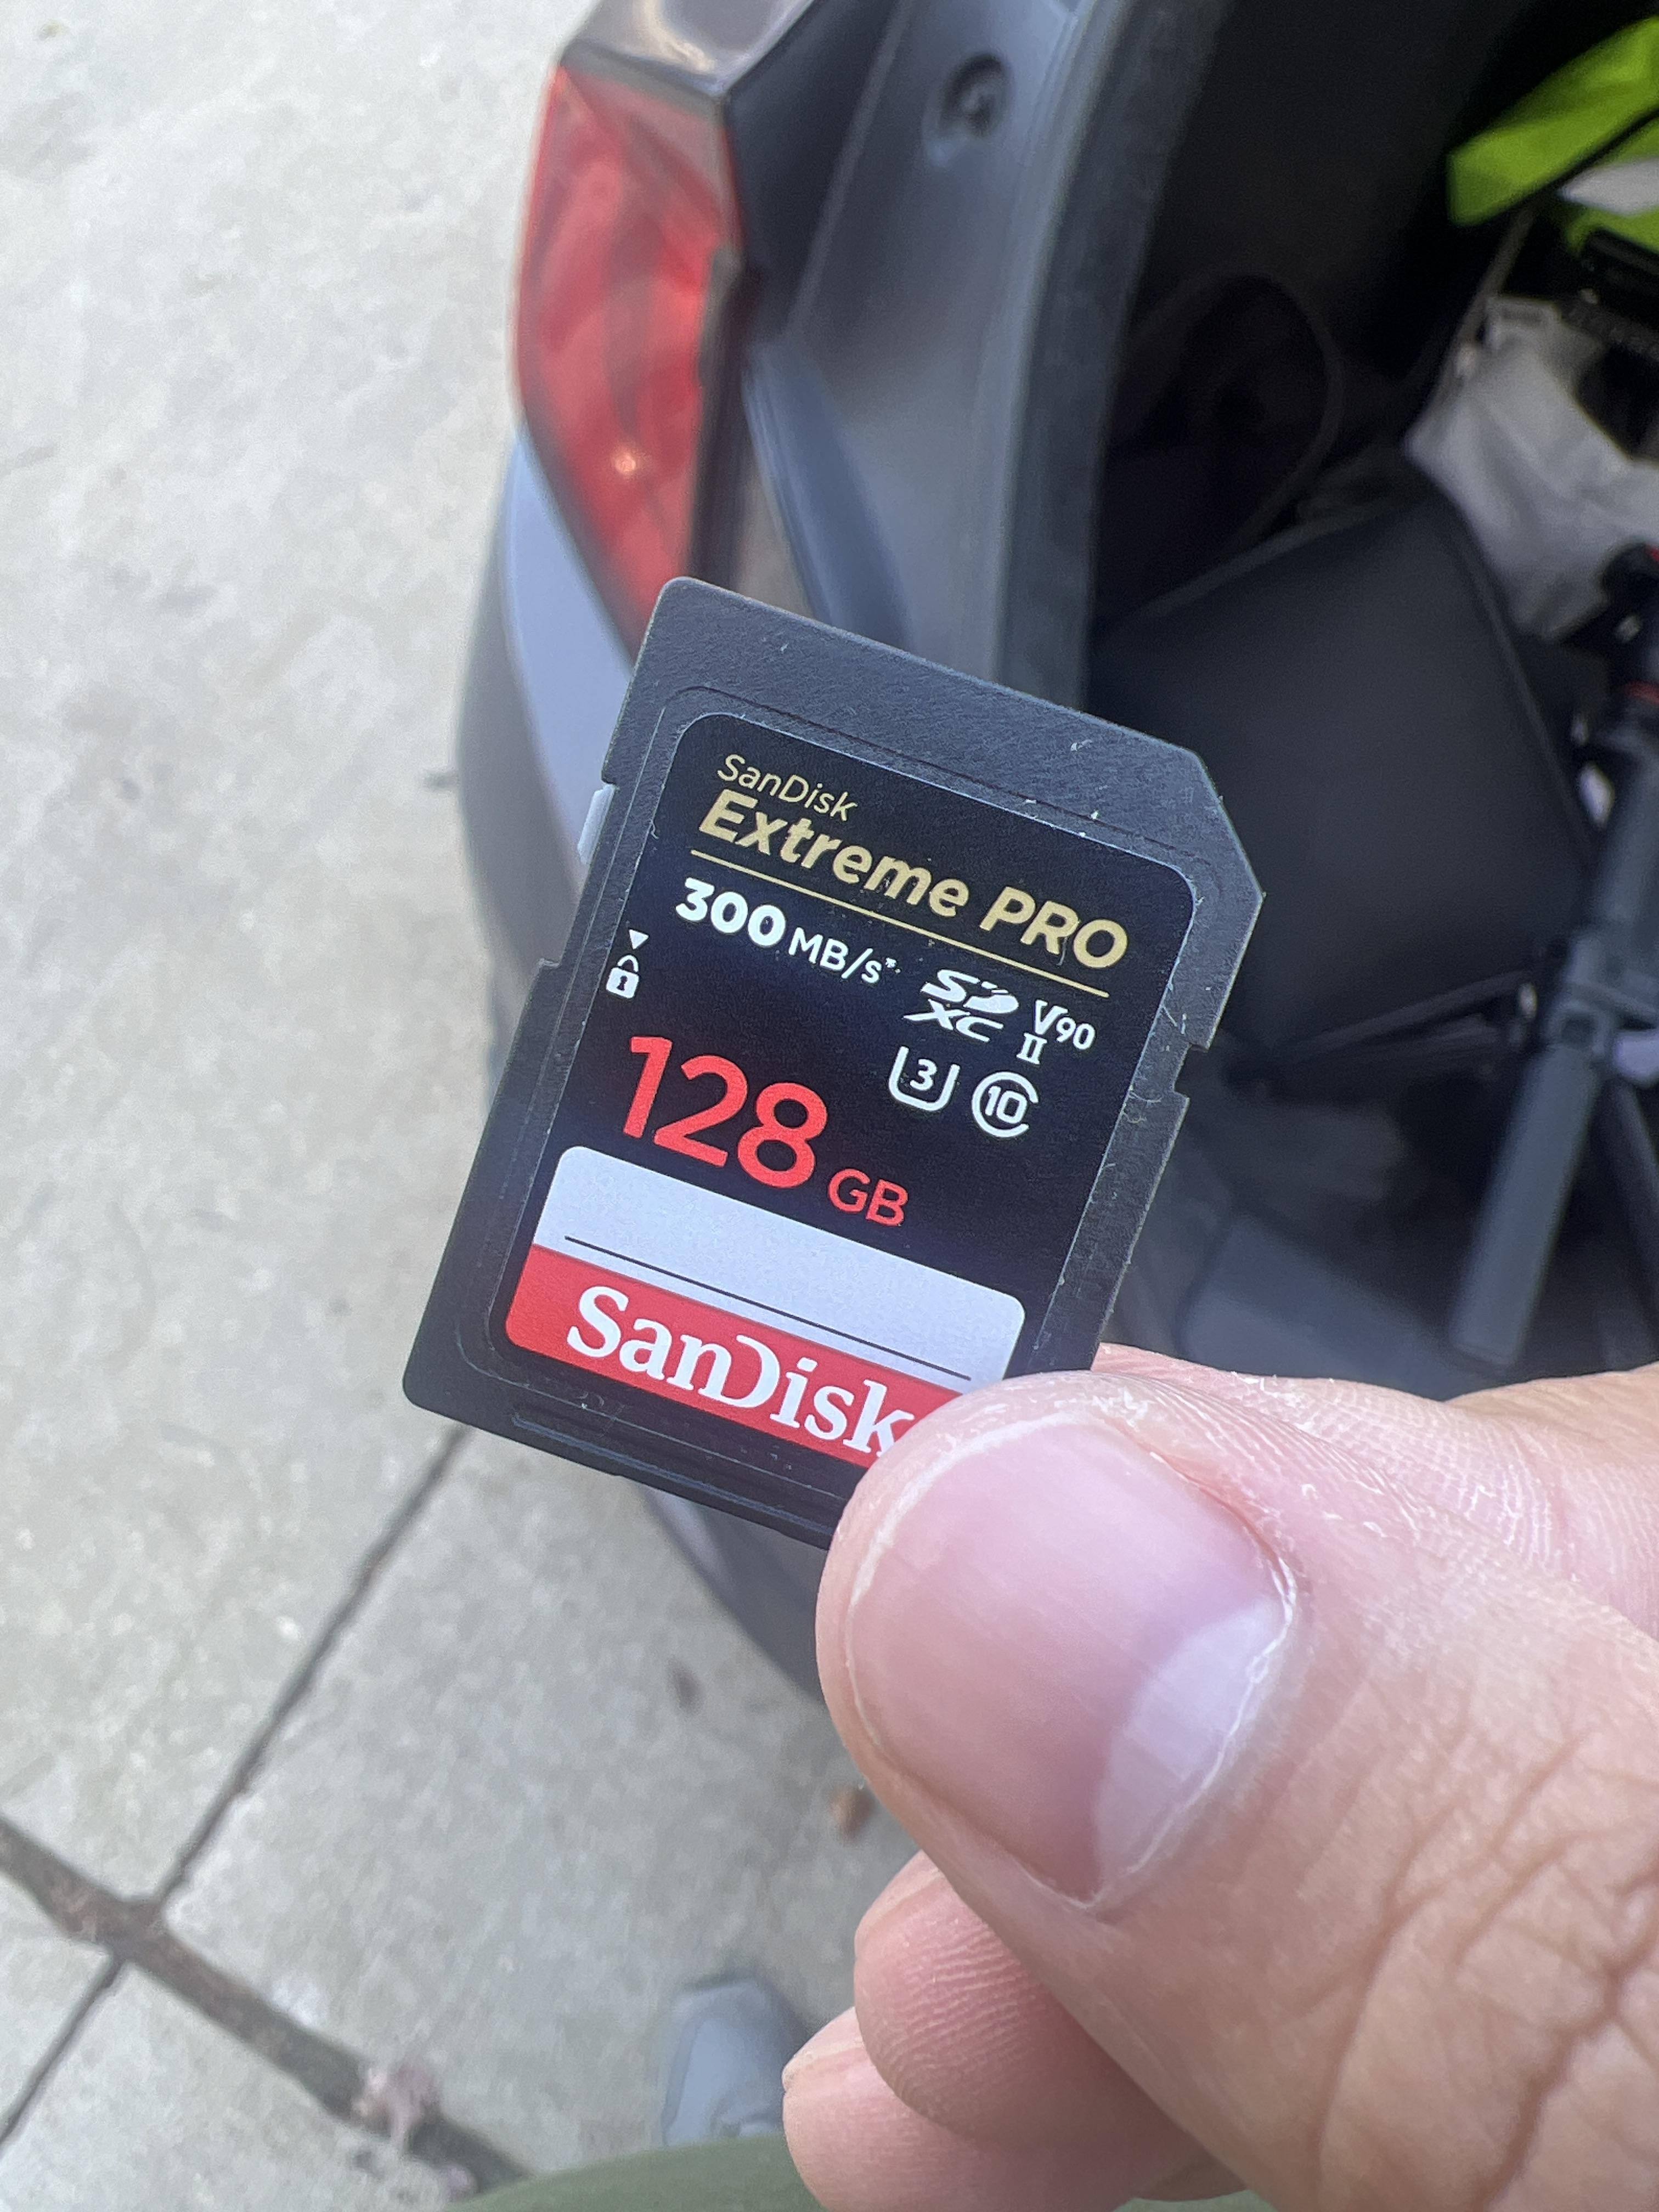 SanDisk
Extreme PRO
300 MB/s*
SD XC II V90
3 10
128 GB
SanDisk